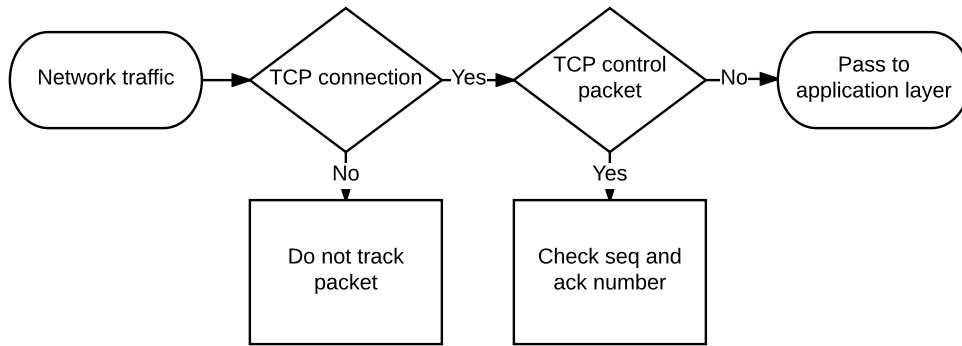 Network traffic
TCP connection
Yes
TCP control
packet
No
Pass to
application layer
No
Yes
Do not track
packet
Check seq and
ack number